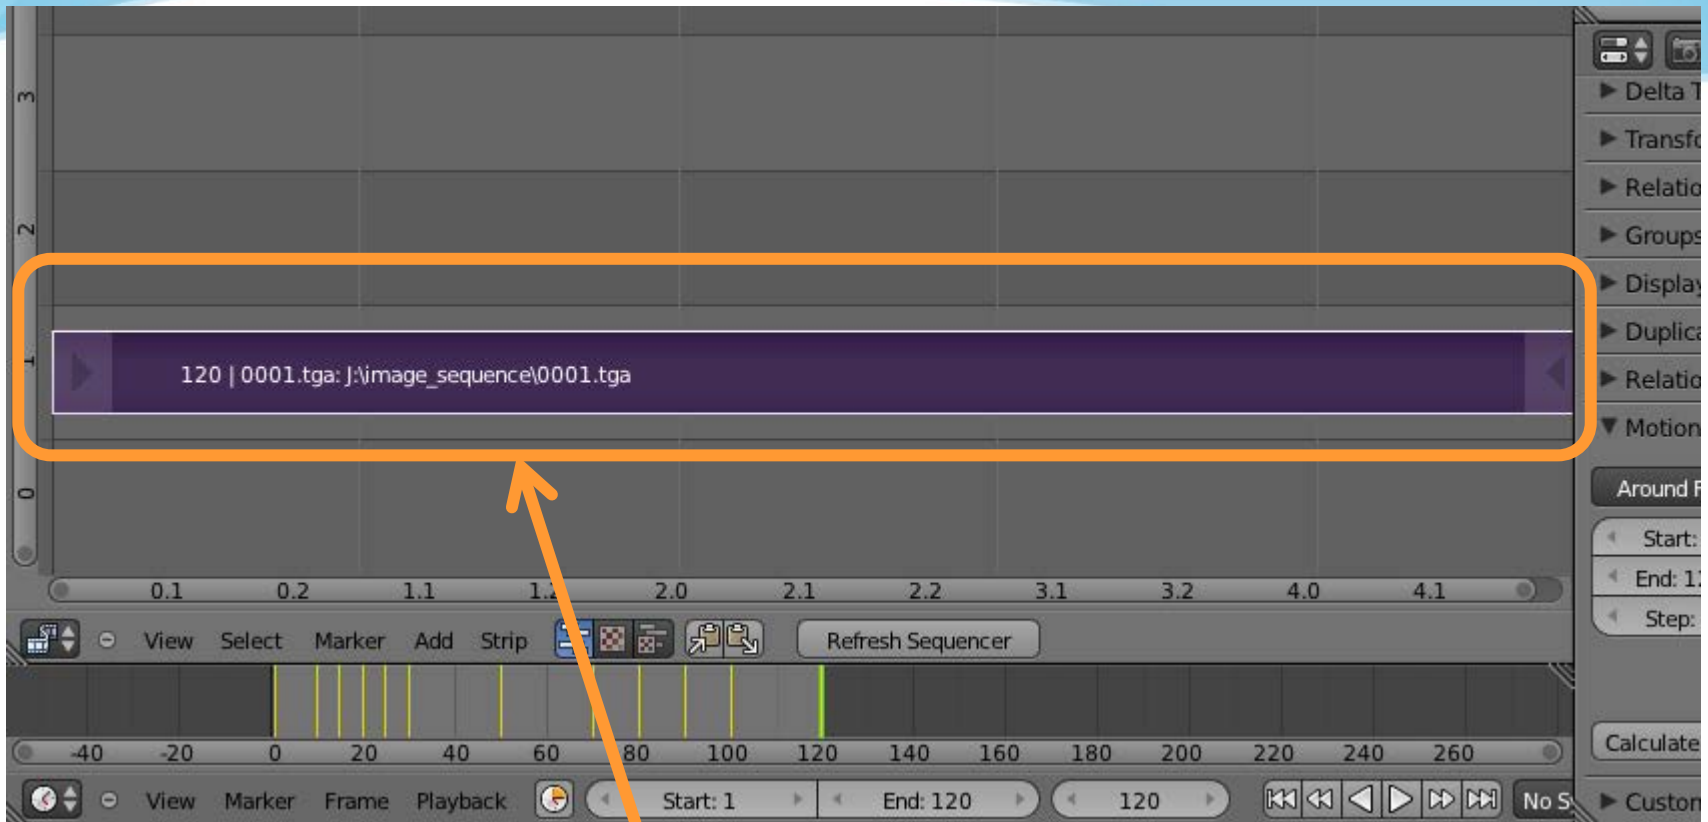 3
2
1
0
120 | 0001.tga: J:\image_sequence\0001.tga
0.1 0.2 1.1 2.0 2.1 2.2 3.1 3.2 4.0 4.1
View Select Marker Add Strip Refresh Sequencer
-40 -20 0 20 40 60 80 100 120 140 160 180 200 220 240 260
View Marker Frame Playback Start: 1 End: 120 120 No S
Delta T
Transfo
Relatio
Groups
Display
Duplica
Relatio
Motion
Around F
Start:
End: 1
Step:
Calculate
Custom